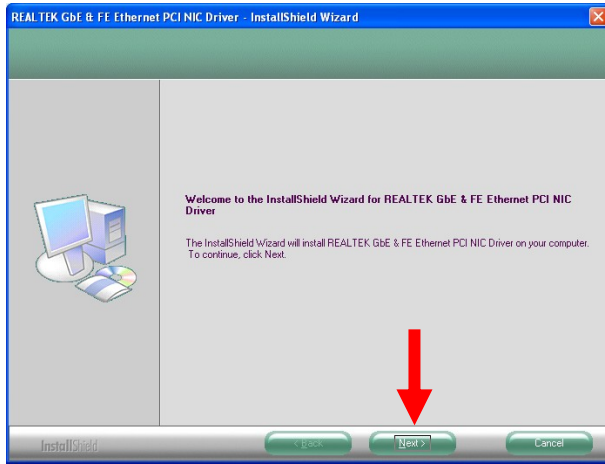 REALTEK GbE & FE Ethernet PCI NIC Driver - InstallShield Wizard
Welcome to the InstallShield Wizard for REALTEK GbE & FE Ethernet PCI NIC
Driver
The InstallShield Wizard will install REALTEK GbE & FE Ethernet PCI NIC Driver on your computer.
To continue, click Next.
InstallShield
< Back
Next >
Cancel